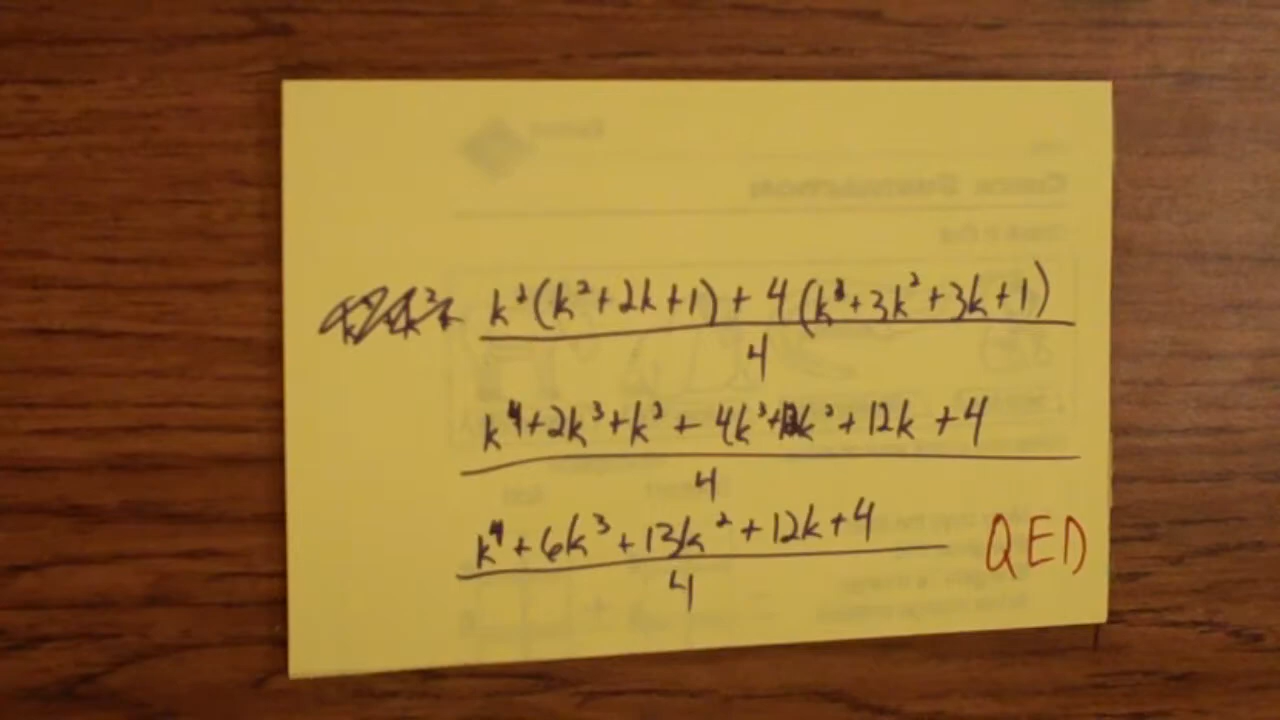 k²(k²+2k+1) + 4(k³+3k²+3k+1)
4
k⁴+2k³+k² + 4k³+12k² + 12k + 4
4
k⁴ + 6k³ + 13k² + 12k + 4
4
QED